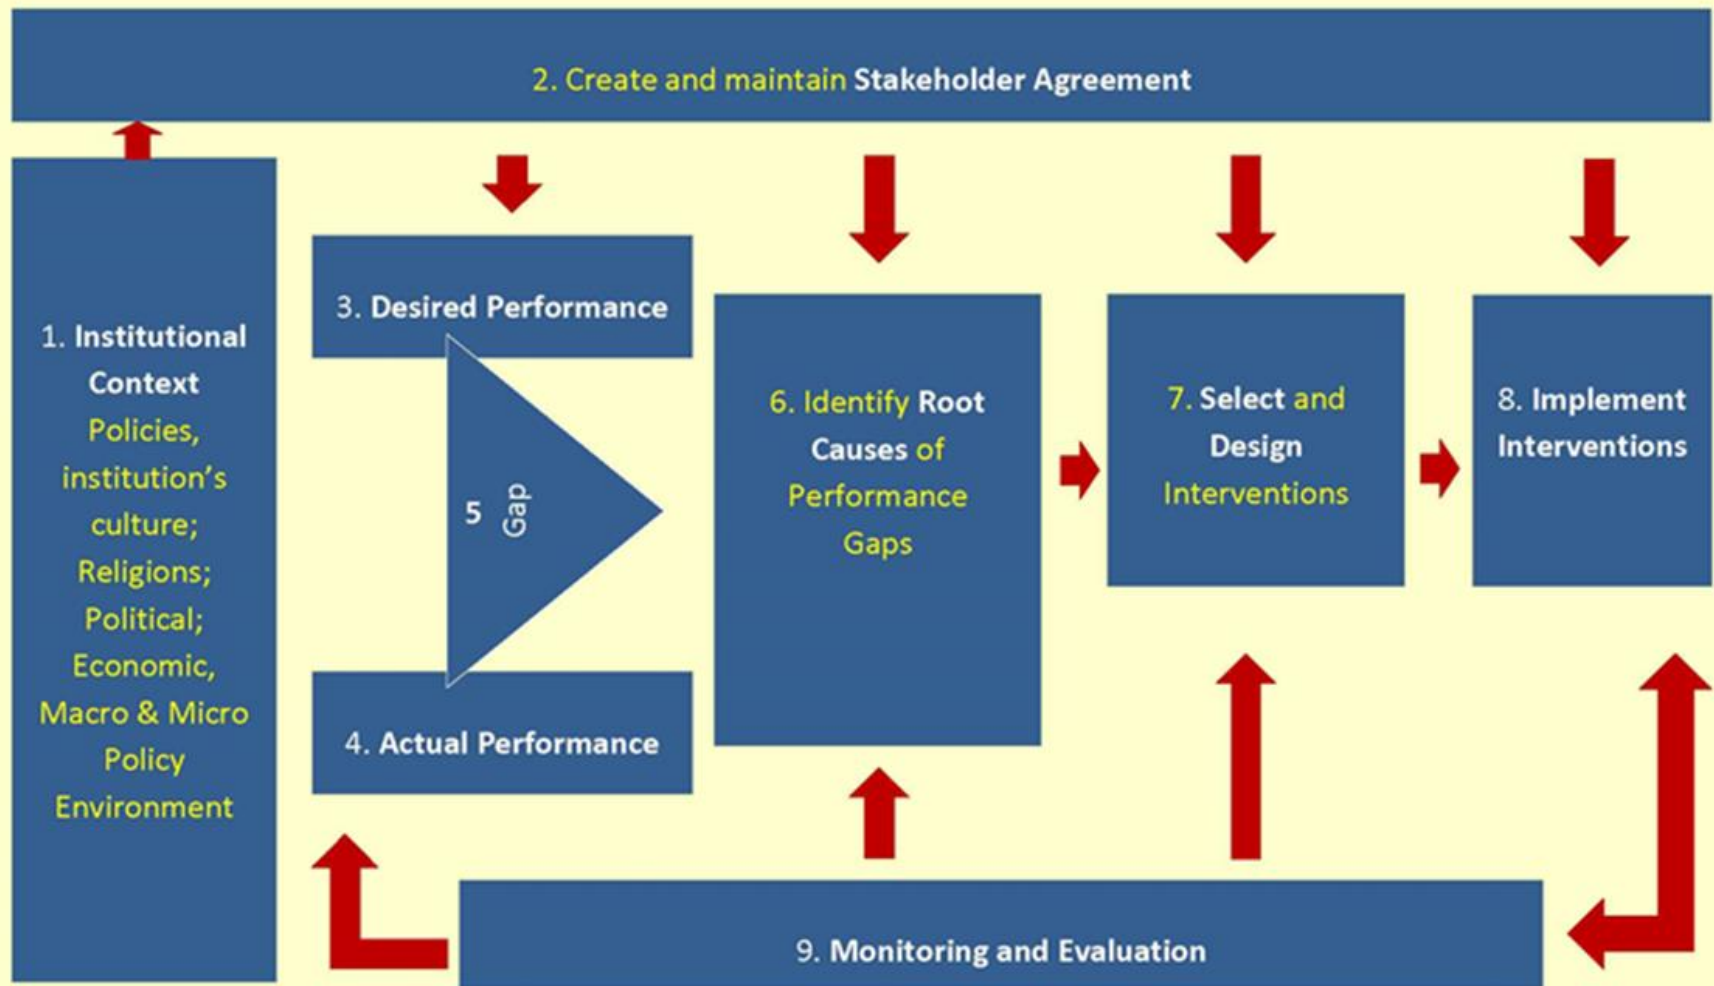 2. Create and maintain Stakeholder Agreement
1. Institutional
Context
Policies,
institution's
culture;
Religions;
Political;
Economic,
Macro & Micro
Policy
Environment
3. Desired Performance
5 Gap
4. Actual Performance
6. Identify Root
Causes of
Performance
Gaps
7. Select and
Design
Interventions
8. Implement
Interventions
9. Monitoring and Evaluation